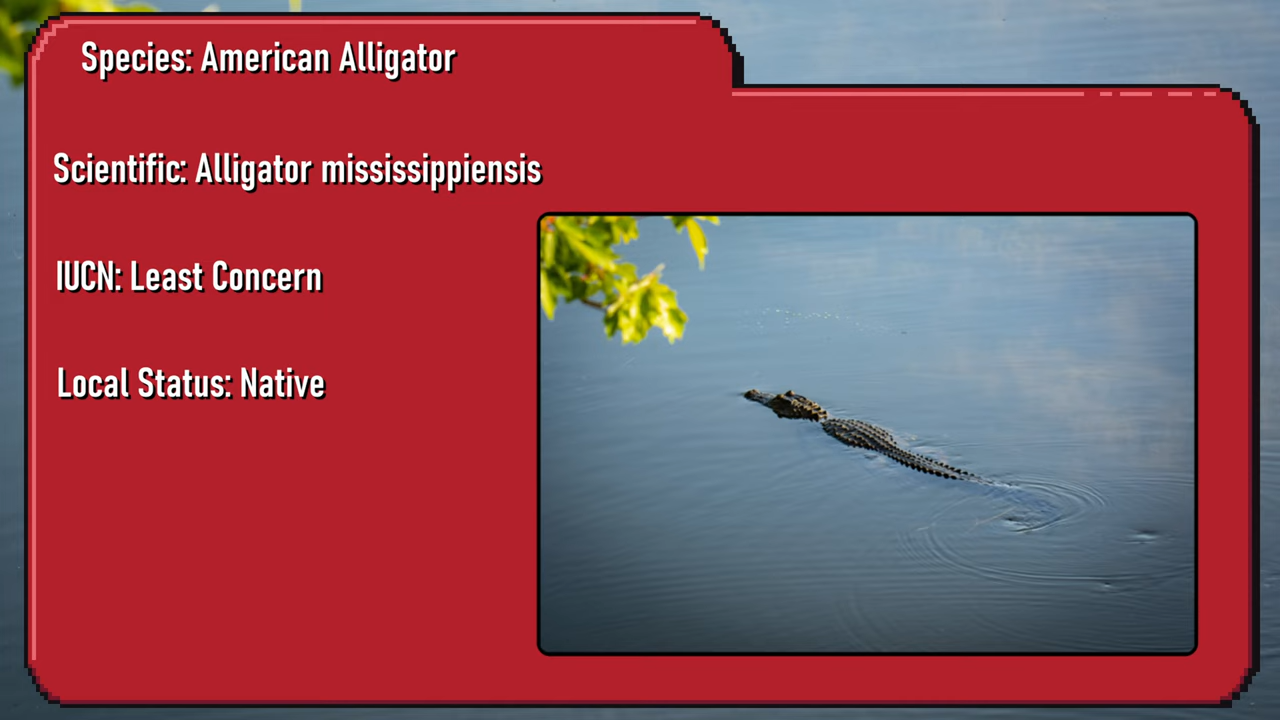 Species: American Alligator
Scientific: Alligator mississippiensis
IUCN: Least Concern
Local Status: Native